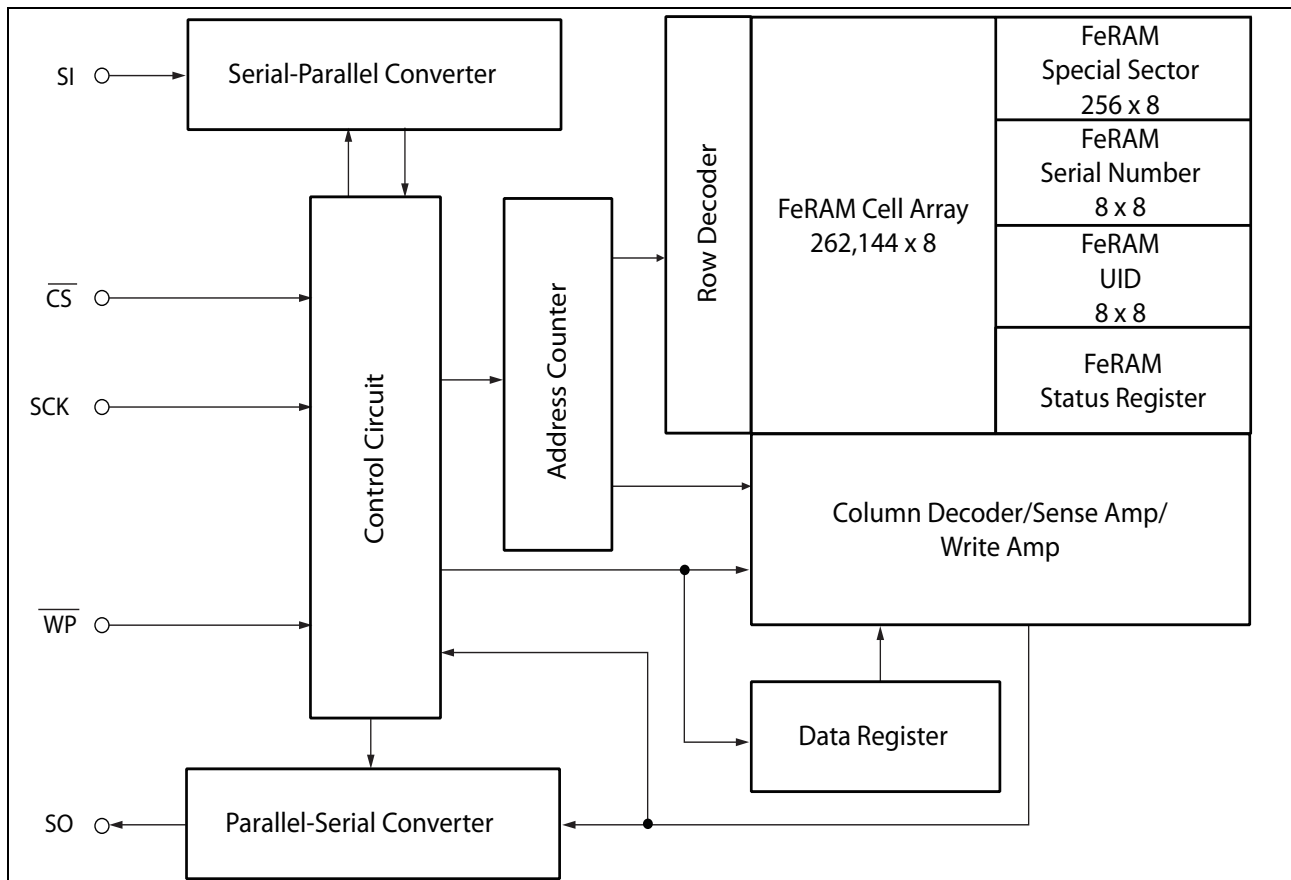 SI
Serial-Parallel Converter
CS
SCK
WP
SO
Control Circuit
Parallel-Serial Converter
Address Counter
Row Decoder
FeRAM Cell Array
262,144 x 8
FeRAM
Special Sector
256 x 8
FeRAM
Serial Number
8 x 8
FeRAM
UID
8 x 8
FeRAM
Status Register
Column Decoder/Sense Amp/
Write Amp
Data Register